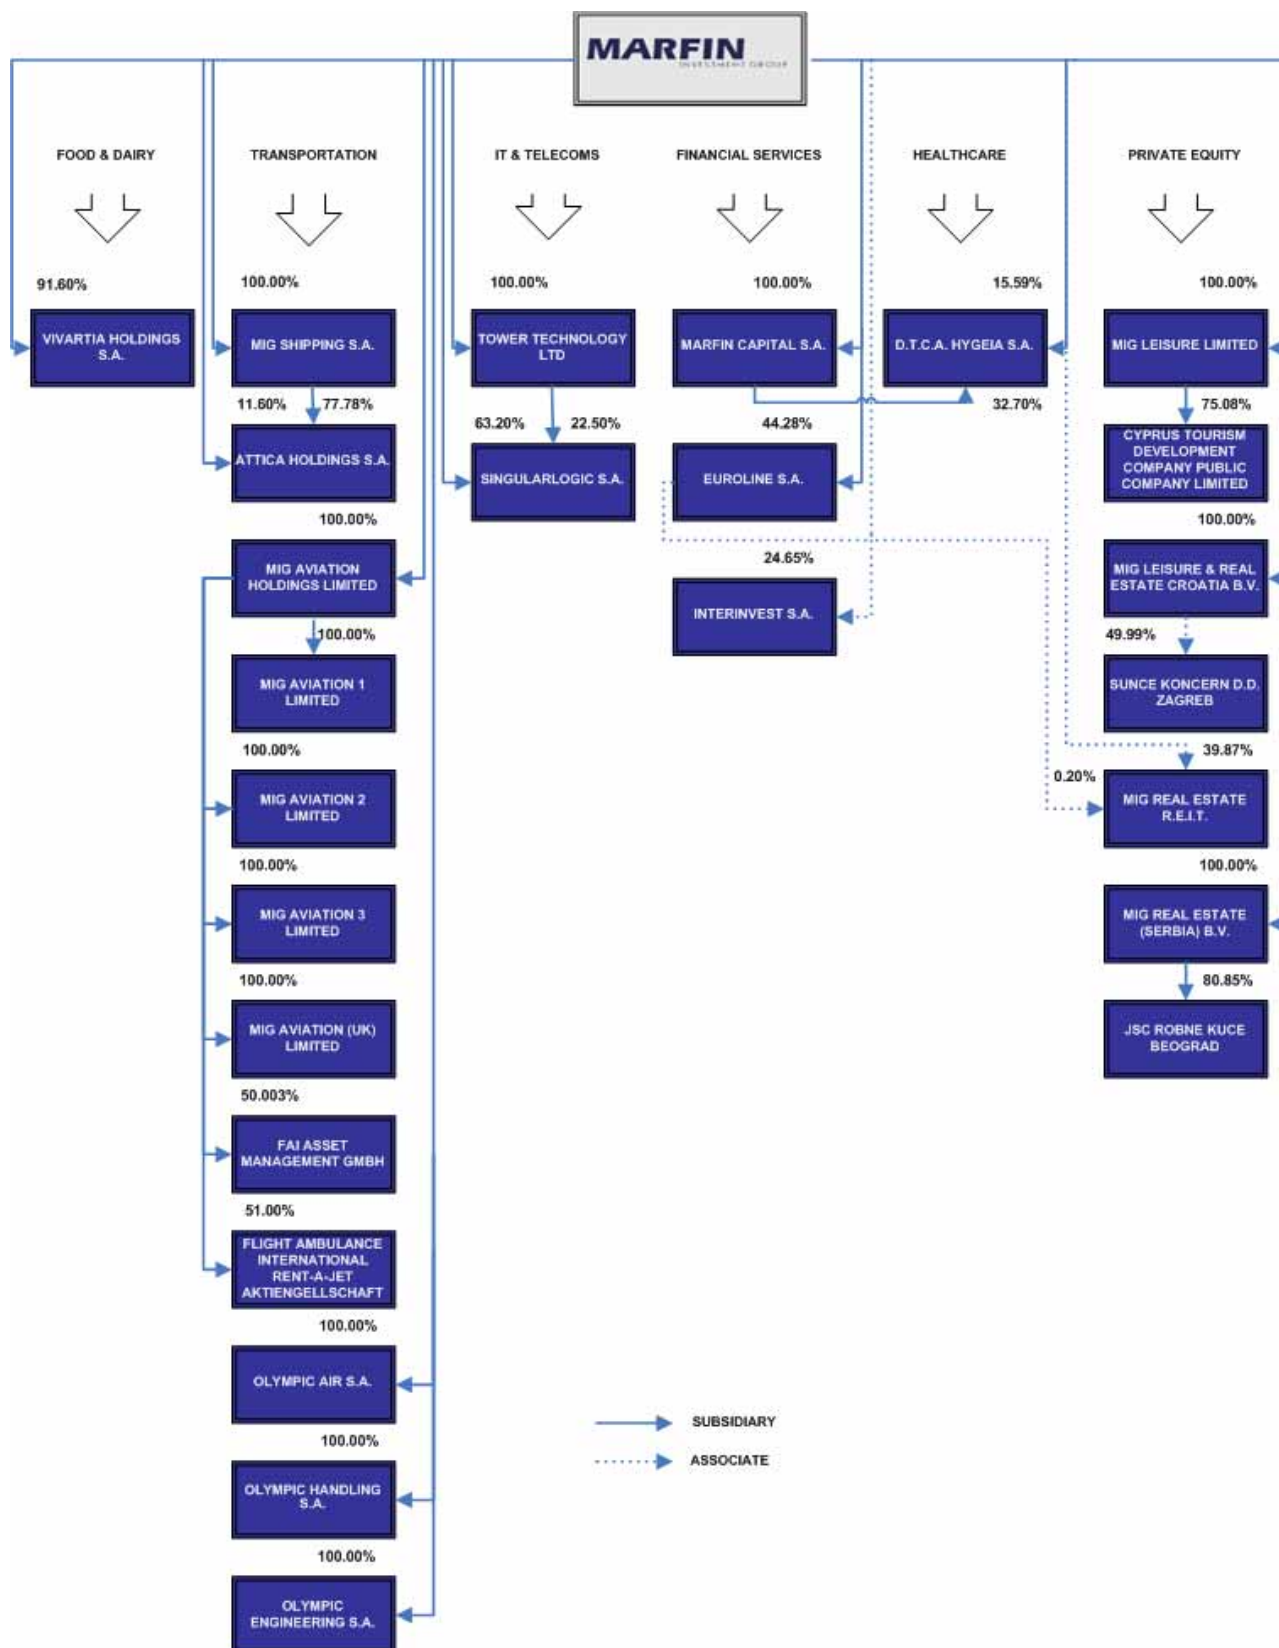 MARFIN
INVESTMENT GROUP
FOOD & DAIRY
TRANSPORTATION
IT & TELECOMS
FINANCIAL SERVICES
HEALTHCARE
PRIVATE EQUITY
91.60%
VIVARTIA HOLDINGS
S.A.
100.00%
MIG SHIPPING S.A.
11.60%
77.78%
ATTICA HOLDINGS S.A.
100.00%
MIG AVIATION
HOLDINGS LIMITED
100.00%
MIG AVIATION 1
LIMITED
100.00%
MIG AVIATION 2
LIMITED
100.00%
MIG AVIATION 3
LIMITED
100.00%
MIG AVIATION (UK)
LIMITED
50.003%
FAI ASSET
MANAGEMENT GMBH
51.00%
FLIGHT AMBULANCE
INTERNATIONAL
RENT-A-JET
AKTIENGELLSCHAFT
100.00%
OLYMPIC AIR S.A.
100.00%
OLYMPIC HANDLING
S.A.
100.00%
OLYMPIC
ENGINEERING S.A.
100.00%
TOWER TECHNOLOGY
LTD
63.20%
22.50%
SINGULARLOGIC S.A.
100.00%
MARFIN CAPITAL S.A.
44.28%
EUROLINE S.A.
24.65%
INTERINVEST S.A.
15.59%
D.T.C.A. HYGEIA S.A.
32.70%
100.00%
MIG LEISURE LIMITED
75.08%
CYPRUS TOURISM
DEVELOPMENT
COMPANY PUBLIC
COMPANY LIMITED
100.00%
MIG LEISURE & REAL
ESTATE CROATIA B.V.
49.99%
SUNCE KONCERN D.D.
ZAGREB
39.87%
0.20%
MIG REAL ESTATE
R.E.I.T.
100.00%
MIG REAL ESTATE
(SERBIA) B.V.
80.85%
JSC ROBNE KUCE
BEOGRAD
SUBSIDIARY
ASSOCIATE